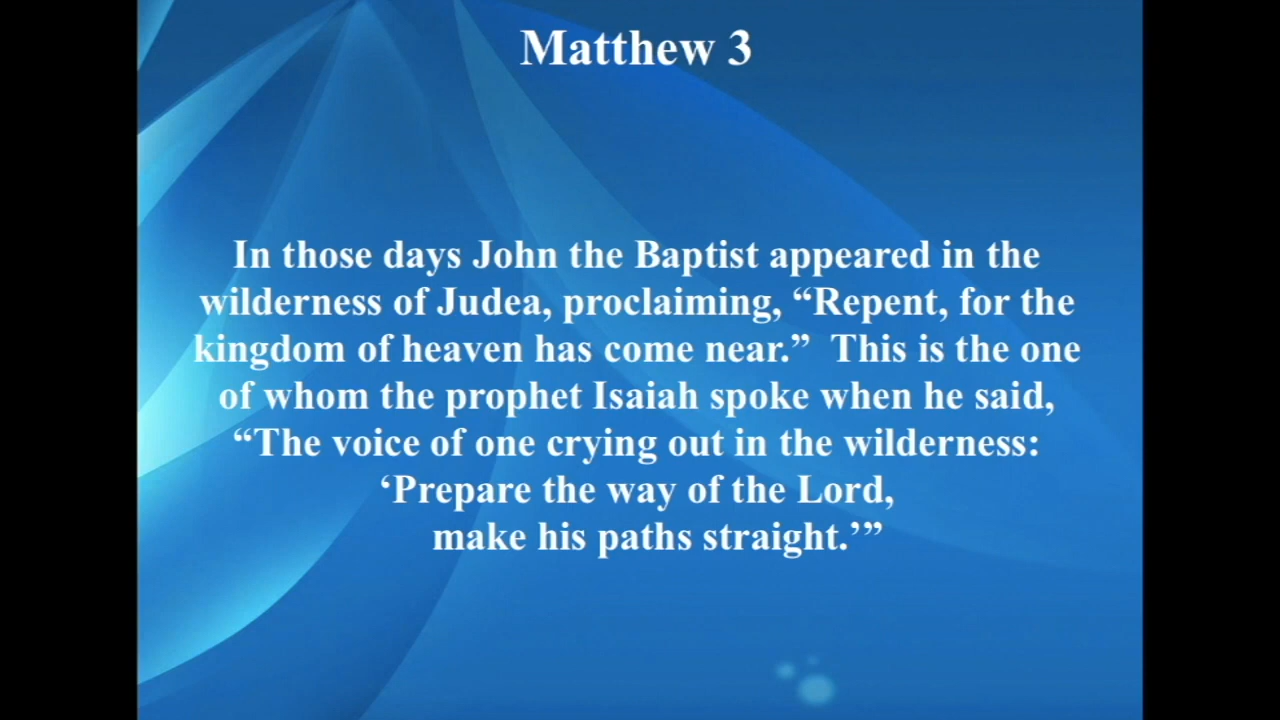 Matthew 3
In those days John the Baptist appeared in the
wilderness of Judea, proclaiming, “Repent, for the
kingdom of heaven has come near.”  This is the one
of whom the prophet Isaiah spoke when he said,
“The voice of one crying out in the wilderness:
‘Prepare the way of the Lord,
make his paths straight.’”